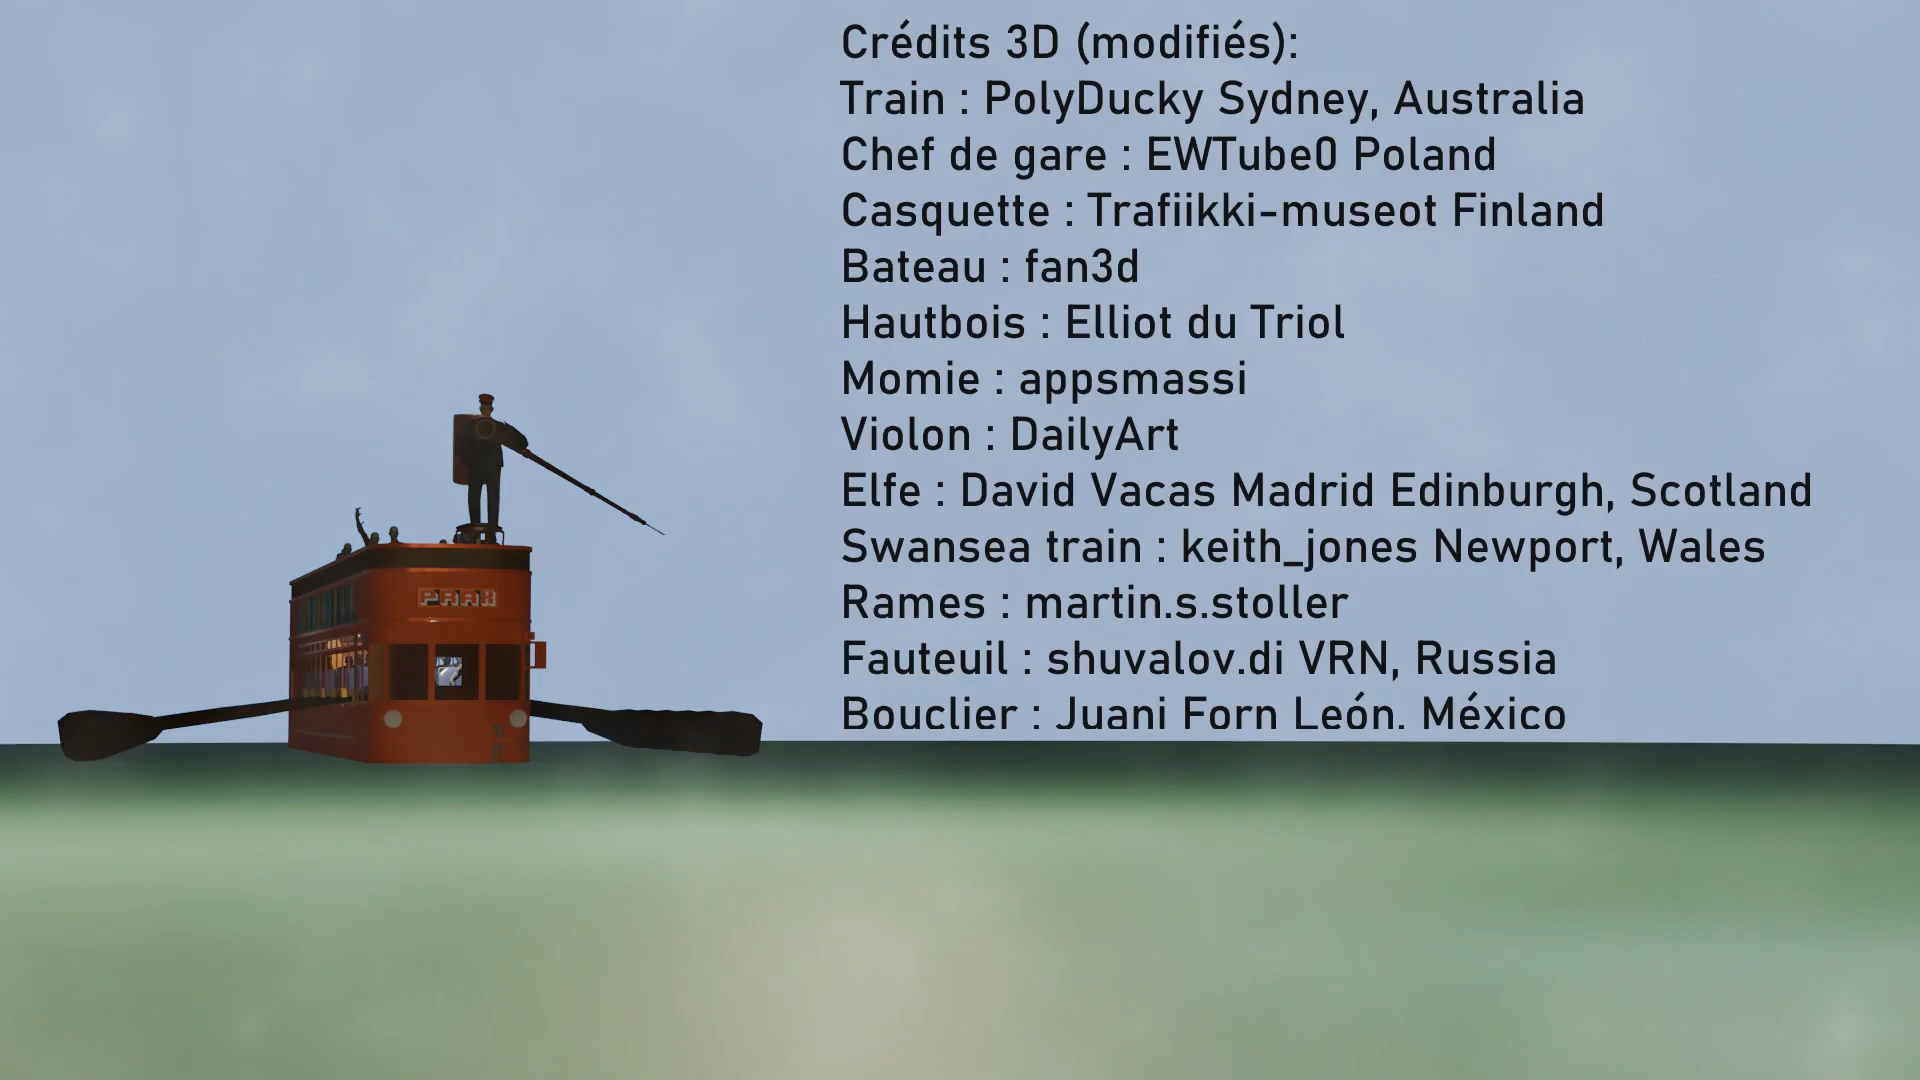 Crédits 3D (modifiés):
Train : PolyDucky Sydney, Australia
Chef de gare : EWTube0 Poland
Casquette : Trafiikki-museot Finland
Bateau : fan3d
Hautbois : Elliot du Triol
Momie : appsmassi
Violon : DailyArt
Elfe : David Vacas Madrid Edinburgh, Scotland
Swansea train : keith_jones Newport, Wales
Rames : martin.s.stoller
Fauteuil : shuvalov.di VRN, Russia
Bouclier : Juani Forn León. México
PRAX